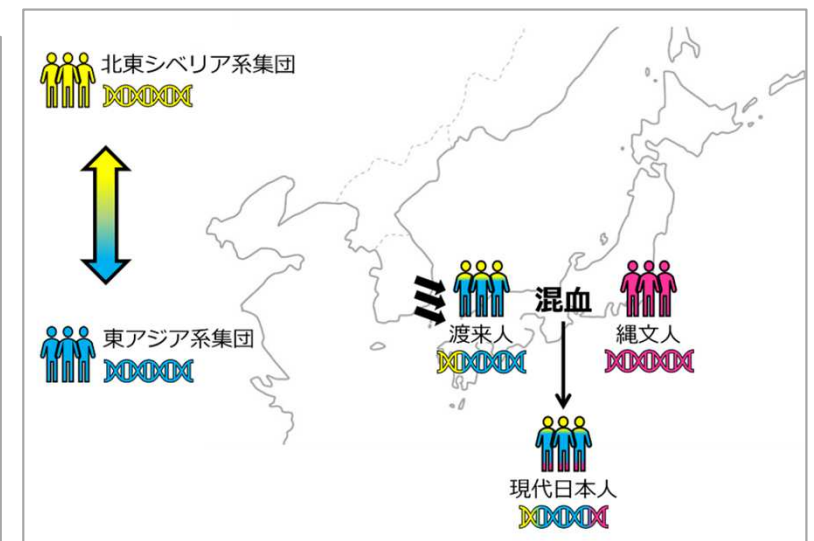 北東シベリア系集団
東アジア系集団
渡来人
混血
縄文人
現代日本人